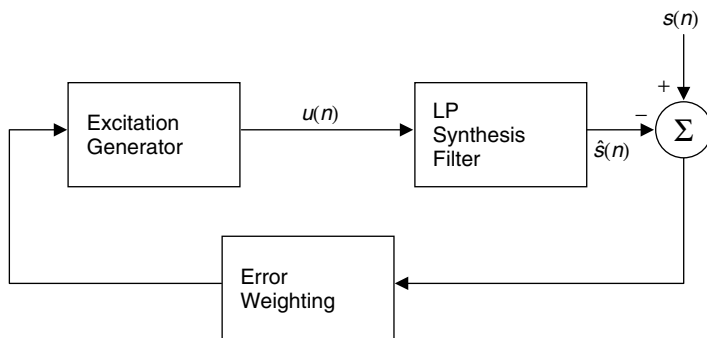 s(n)
+
Excitation
Generator
u(n)
LP
Synthesis
Filter
−
Σ
ŝ(n)
Error
Weighting